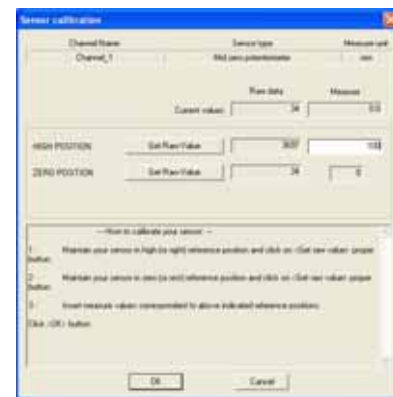 Sensor calibration
Channel Name Sensor type Measure unit
Channel_1 Mid zero potentiometer mm
Raw data Measure
Current values: 34 0.0
HIGH POSITION Get Raw Value 100
ZERO POSITION Get Raw Value 34 0
---How to calibrate your sensor: --
1 Maintain your sensor in high (or right) reference position and click on <Get raw value> proper
button.
2 Maintain your sensor in zero (or rest) reference position and click on <Get raw value> proper
button.
3 Insert measure values correspondent to above indicated reference positions.
Click <OK> button
OK Cancel